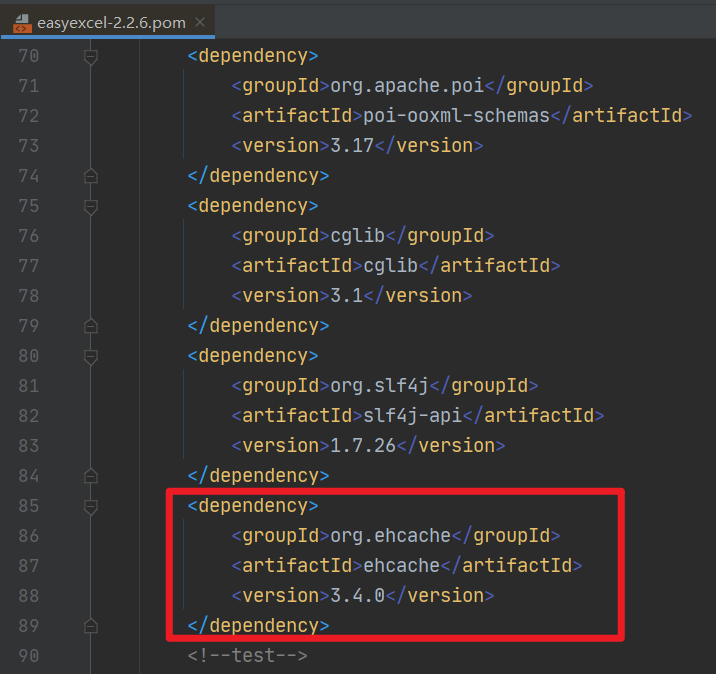 easyexcel-2.2.6.pom
70 <dependency>
71 <groupId>org.apache.poi</groupId>
72 <artifactId>poi-ooxml-schemas</artifactId>
73 <version>3.17</version>
74 </dependency>
75 <dependency>
76 <groupId>cglib</groupId>
77 <artifactId>cglib</artifactId>
78 <version>3.1</version>
79 </dependency>
80 <dependency>
81 <groupId>org.slf4j</groupId>
82 <artifactId>slf4j-api</artifactId>
83 <version>1.7.26</version>
84 </dependency>
85 <dependency>
86 <groupId>org.ehcache</groupId>
87 <artifactId>ehcache</artifactId>
88 <version>3.4.0</version>
89 </dependency>
90 <!--test-->